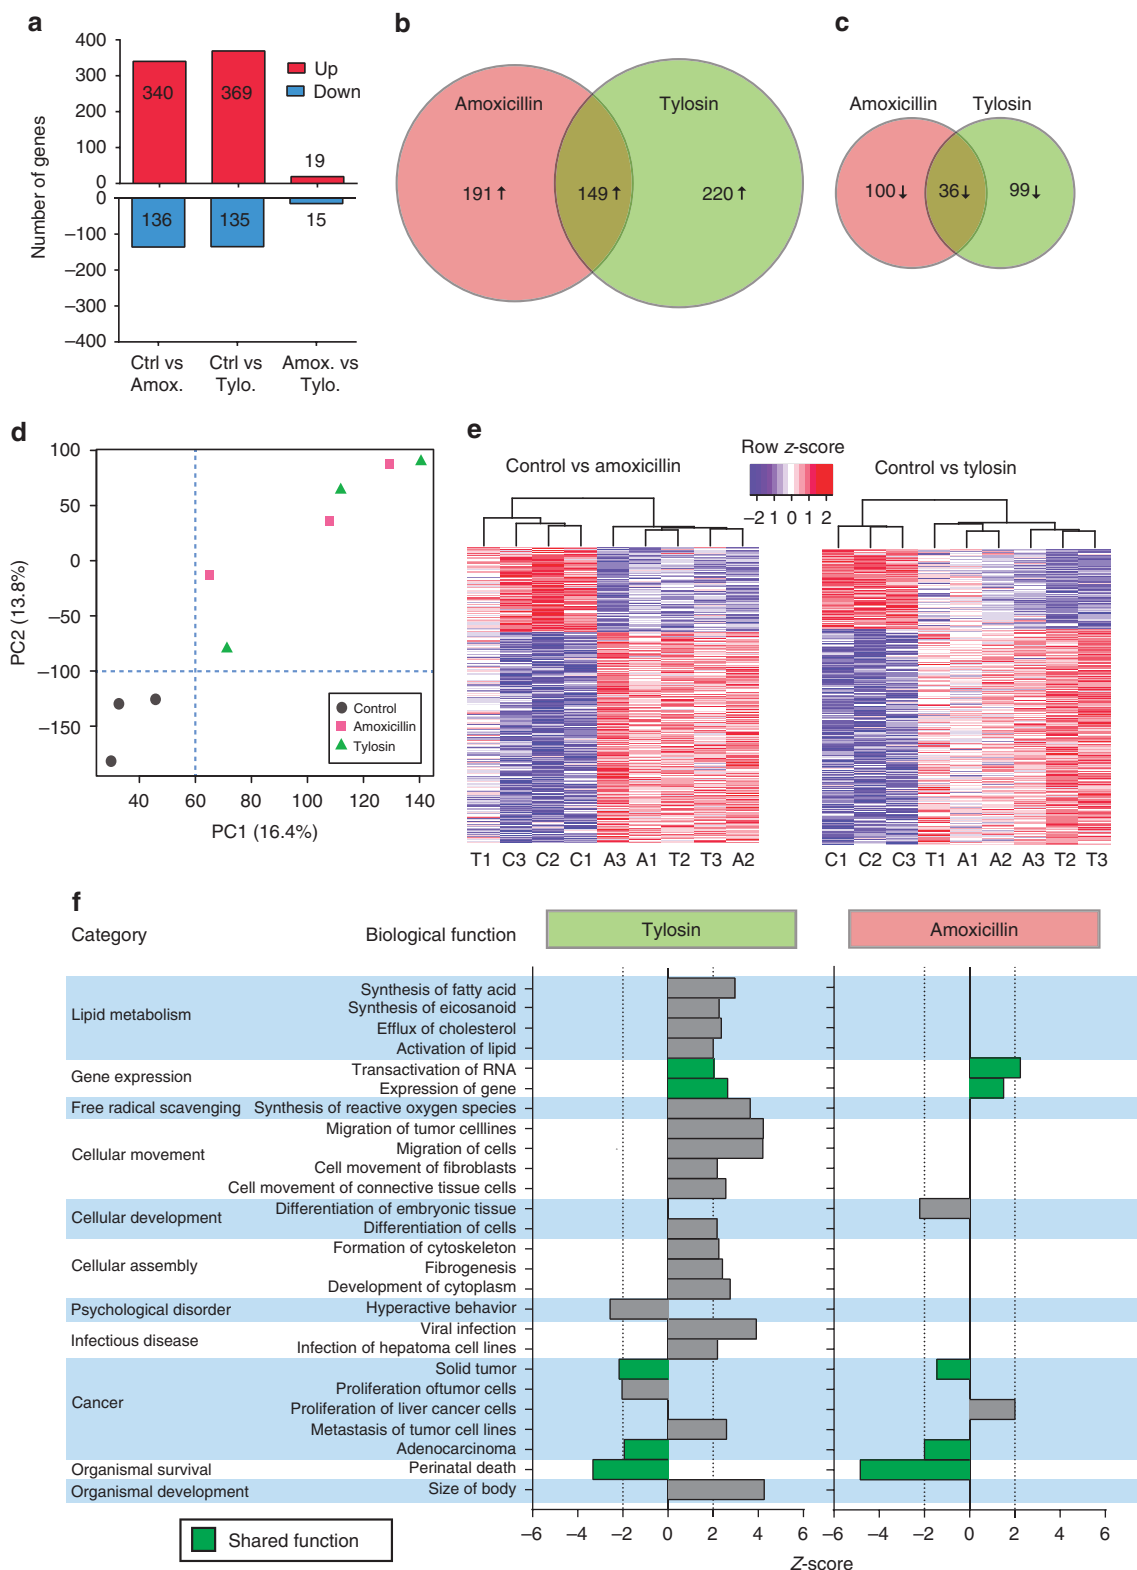 a
400
300
200
100
0
0
−100
−200
−300
−400
Number of genes
340
369
19
136
135
15
Up
Down
Ctrl vs Amox.
Ctrl vs Tylo.
Amox. vs Tylo.
b
Amoxicillin
Tylosin
191↑
149↑
220↑
c
Amoxicillin
Tylosin
100↓
36↓
99↓
d
100
50
0
−50
−100
−150
PC2 (13.8%)
40 60 80 100 120 140
PC1 (16.4%)
Control
Amoxicillin
Tylosin
e
Control vs amoxicillin
Row z-score
−2 1 0 1 2
Control vs tylosin
T1 C3 C2 C1 A3 A1 T2 T3 A2
C1 C2 C3 T1 A1 A2 A3 T2 T3
f
Category
Biological function
Tylosin
Amoxicillin
Lipid metabolism
Synthesis of fatty acid
Synthesis of eicosanoid
Efflux of cholesterol
Activation of lipid
Gene expression
Transactivation of RNA
Expression of gene
Free radical scavenging
Synthesis of reactive oxygen species
Cellular movement
Migration of tumor celllines
Migration of cells
Cell movement of fibroblasts
Cell movement of connective tissue cells
Cellular development
Differentiation of embryonic tissue
Differentiation of cells
Cellular assembly
Formation of cytoskeleton
Fibrogenesis
Development of cytoplasm
Psychological disorder
Hyperactive behavior
Infectious disease
Viral infection
Infection of hepatoma cell lines
Cancer
Solid tumor
Proliferation oftumor cells
Proliferation of liver cancer cells
Metastasis of tumor cell lines
Adenocarcinoma
Organismal survival
Perinatal death
Organismal development
Size of body
−6 −4 −2 0 2 4 6
−6 −4 −2 0 2 4 6
Z-score
Shared function